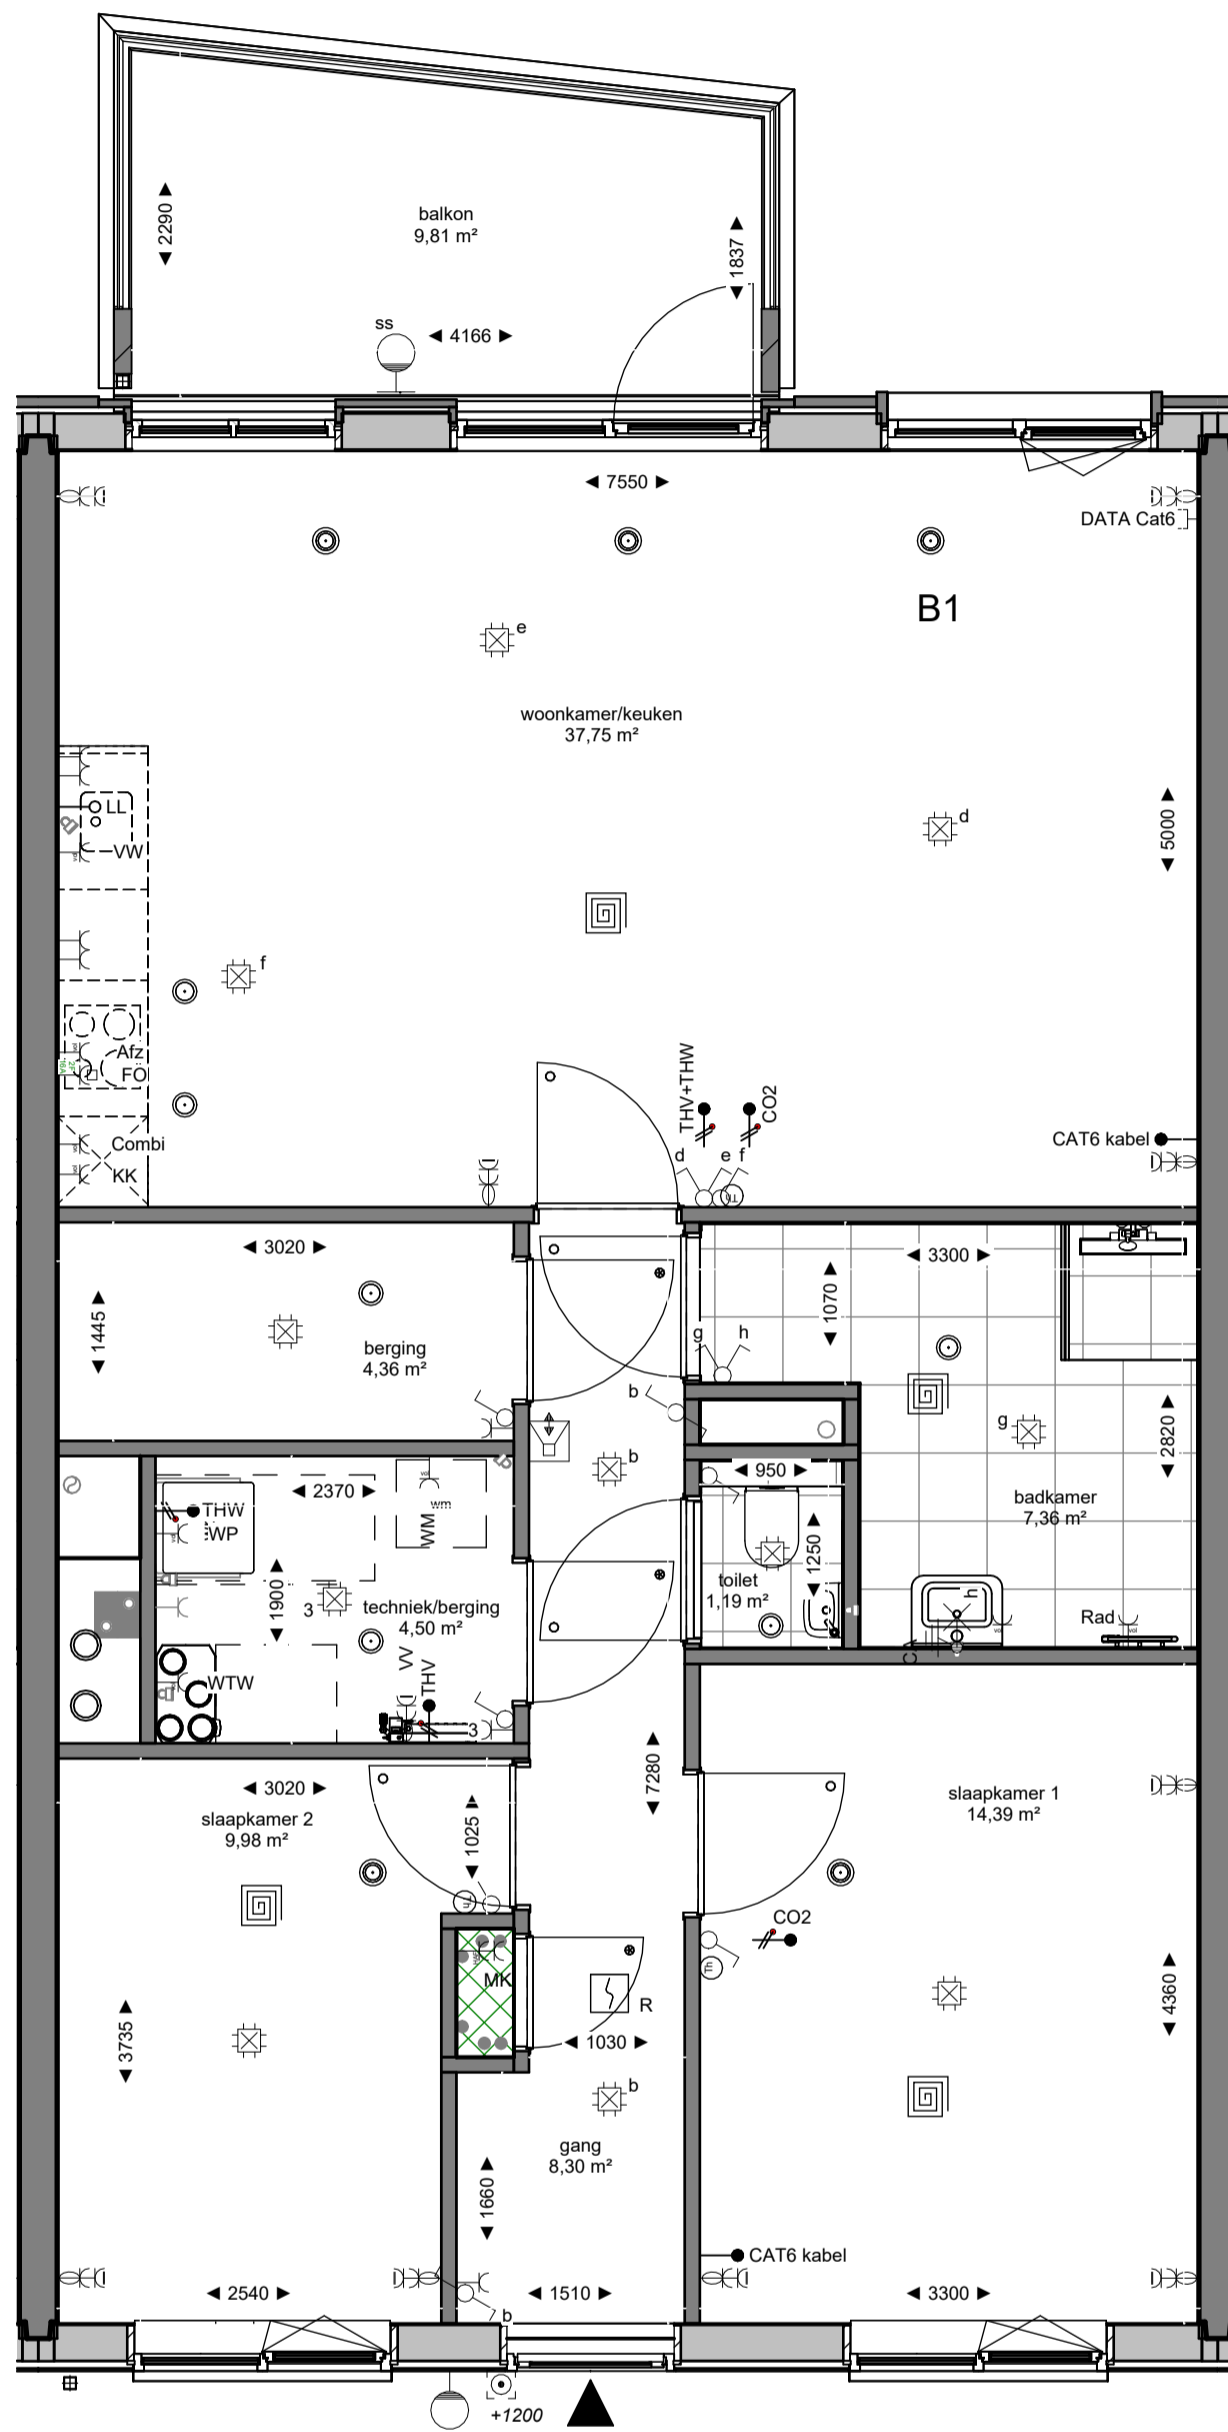 balkon
9,81 m²
2290
1837
ss
4166
7550
DATA Cat6
B1
e
woonkamer/keuken
37,75 m²
LL
VW
d
5000
f
Afz
FO
Combi
KK
THV+THW
CO2
d
e
f
CAT6 kabel
3020
3300
1445
berging
4,36 m²
1070
g
h
b
b
g
2820
2370
wm
WM
THW
WP
950
1250
badkamer
7,36 m²
1900
3
techniek/berging
4,50 m²
toilet
1,19 m²
h
Rad
WTW
VV
THV
3
3020
slaapkamer 2
9,98 m²
1025
7280
slaapkamer 1
14,39 m²
CO2
Th
MK
R
1030
3735
4360
b
gang
8,30 m²
1660
CAT6 kabel
2540
1510
3300
b
+1200